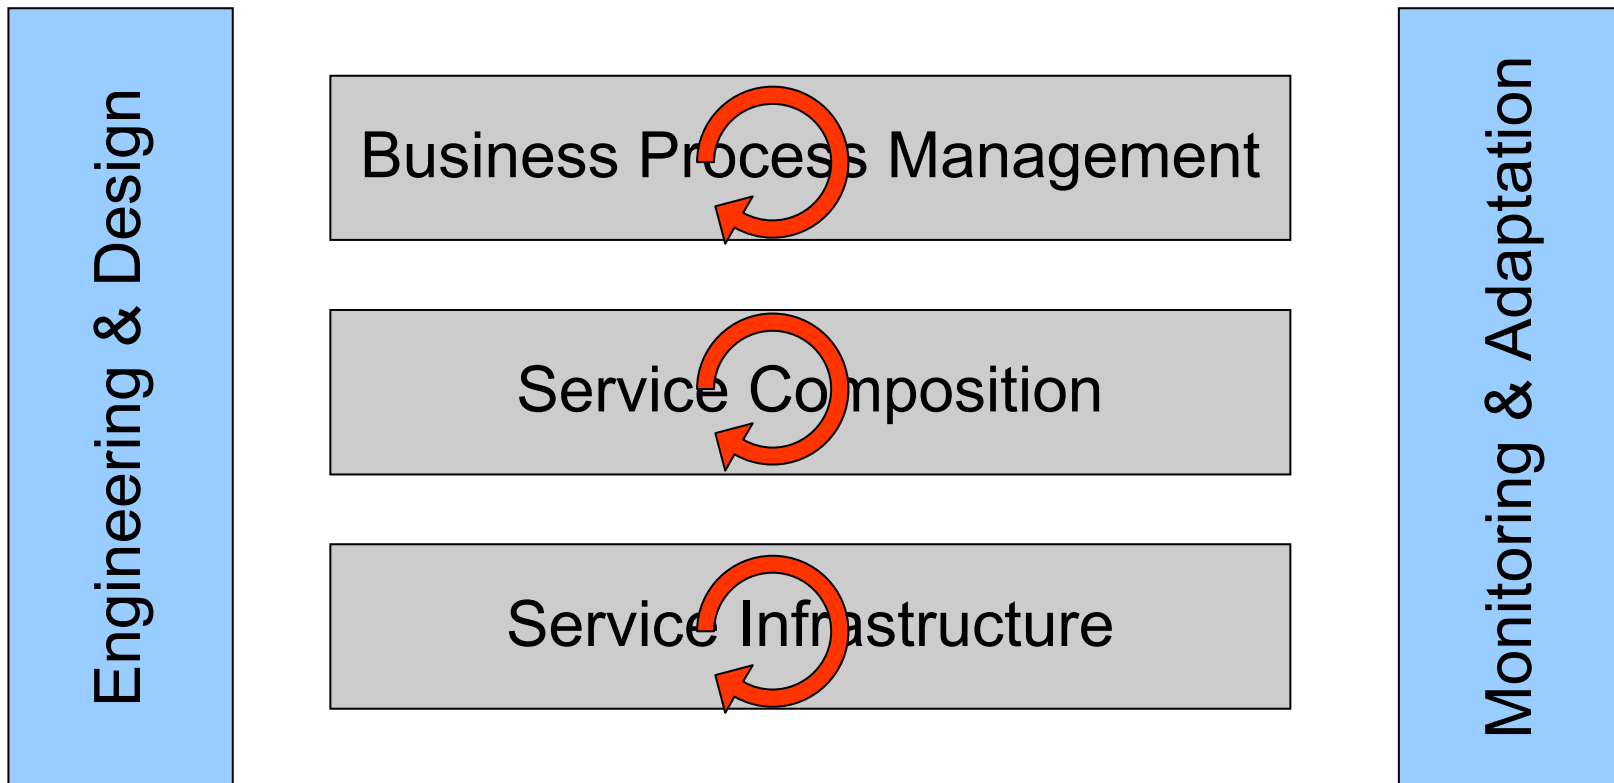 Engineering & Design
Business Process Management
Service Composition
Service Infrastructure
Monitoring & Adaptation